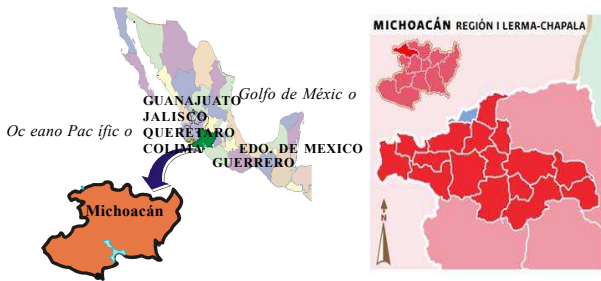 GUANAJUATO
Golfo de Méxic o
JALISCO
Oc eano Pac ífic o
QUERETARO
COLIMA
EDO. DE MEXICO
GUERRERO
Michoacán
MICHOACÁN REGIÓN I LERMA-CHAPALA
N